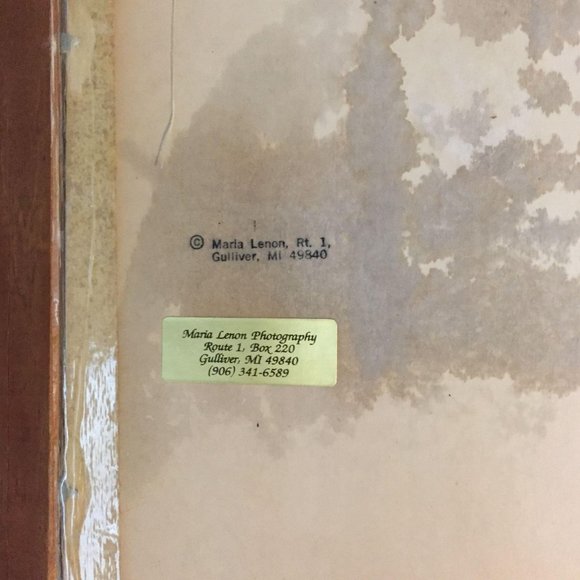 © Maria Lenon, Rt. 1,
Gulliver, MI 49840
Maria Lenon Photography
Route 1, Box 220
Gulliver, MI 49840
(906) 341-6589